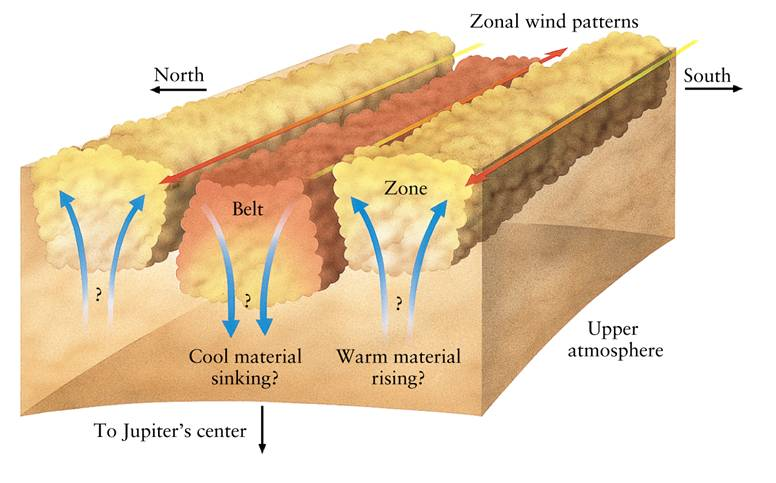 Zonal wind patterns
North
South
Zone
Belt
?
?
?
Cool material
sinking?
Warm material
rising?
Upper
atmosphere
To Jupiter's center